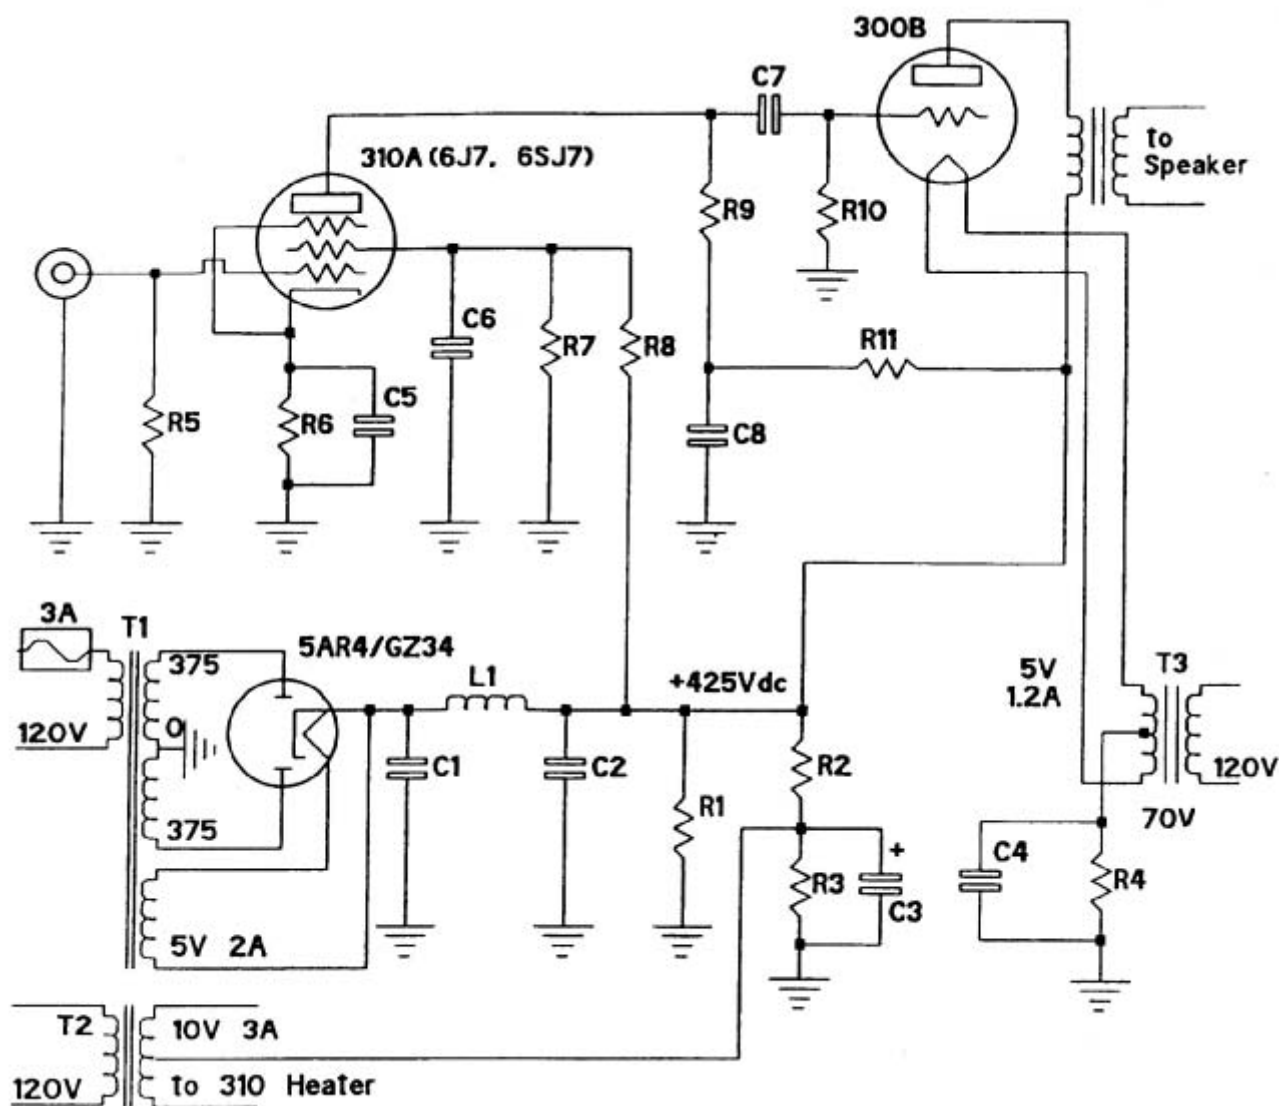 300B
C7
310A (6J7, 6SJ7)
to
Speaker
R9
R10
C6
R7
R8
R11
R5
R6
C5
C8
3A
T1
375
5AR4/GZ34
L1
+425Vdc
5V
1.2A
T3
120V
0
C1
C2
R1
R2
120V
375
70V
+
R3
C3
C4
R4
5V 2A
T2
10V 3A
120V
to 310 Heater